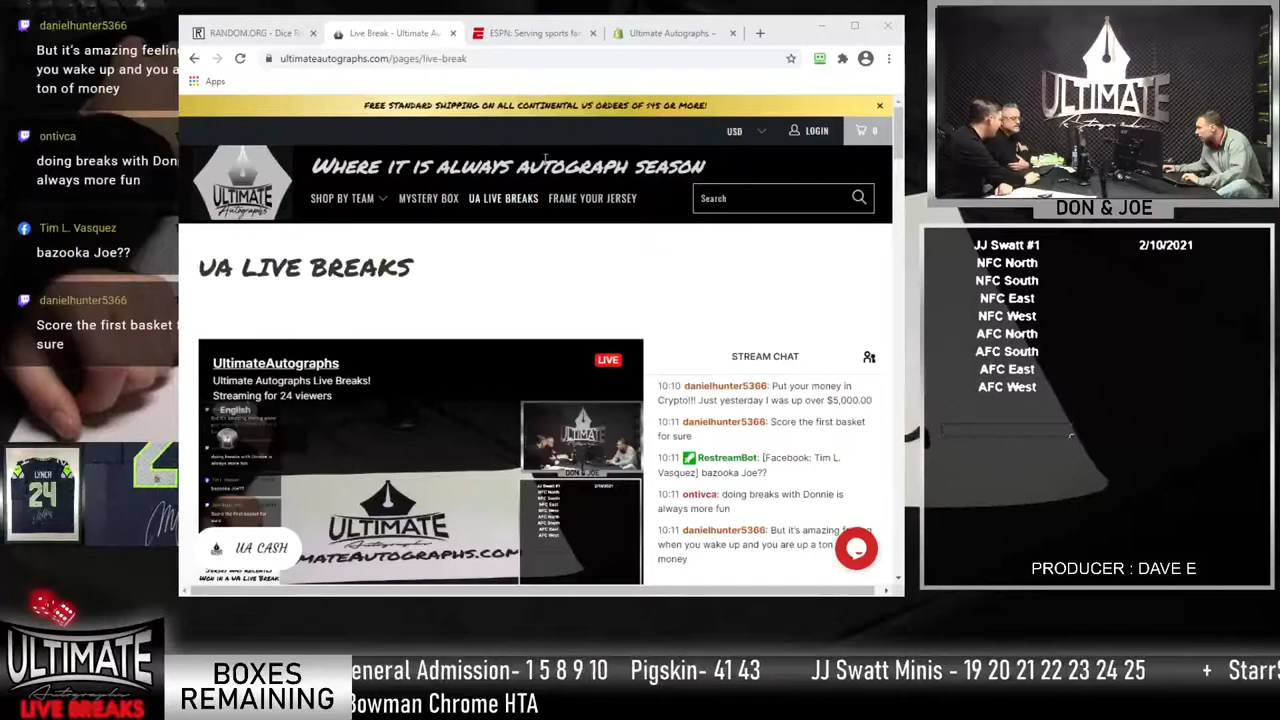 danielhunter5366
But it's amazing feeling
you wake up and you a
ton of money
ontivca
doing breaks with Don
always more fun
Tim L. Vasquez
bazooka Joe??
danielhunter5366
Score the first basket f
sure
RANDOM.ORG - Dice R
Live Break - Ultimate Au
ESPN: Serving sports fa
Ultimate Autographs –
ultimateautographs.com/pages/live-break
Apps
FREE STANDARD SHIPPING ON ALL CONTINENTAL US ORDERS OF $45 OR MORE!
USD
LOGIN
0
ULTIMATE
Autographs
WHERE IT IS ALWAYS AUTOGRAPH SEASON
SHOP BY TEAM
MYSTERY BOX
UA LIVE BREAKS
FRAME YOUR JERSEY
Search
UA LIVE BREAKS
UltimateAutographs
LIVE
Ultimate Autographs Live Breaks!
Streaming for 24 viewers
English
DON & JOE
ULTIMATE
UA CASH
STREAM CHAT
10:10 danielhunter5366: Put your money in
Crypto!!! Just yesterday I was up over $5,000.00
10:11 danielhunter5366: Score the first basket
for sure
10:11 RestreamBot: [Facebook: Tim L.
Vasquez] bazooka Joe??
10:11 ontivca: doing breaks with Donnie is
always more fun
10:11 danielhunter5366: But it's amazing feeling
when you wake up and you are up a ton
money
ULTIMATE
Autographs
DON & JOE
JJ Swatt #1 2/10/2021
NFC North
NFC South
NFC East
NFC West
AFC North
AFC South
AFC East
AFC West
PRODUCER : DAVE E
LYNCH
24
ULTIMATE
Autographs
LIVE BREAKS
BOXES
REMAINING
eneral Admission- 1 5 8 9 10 Pigskin- 41 43 JJ Swatt Minis - 19 20 21 22 23 24 25 + StarrS
Bowman Chrome HTA